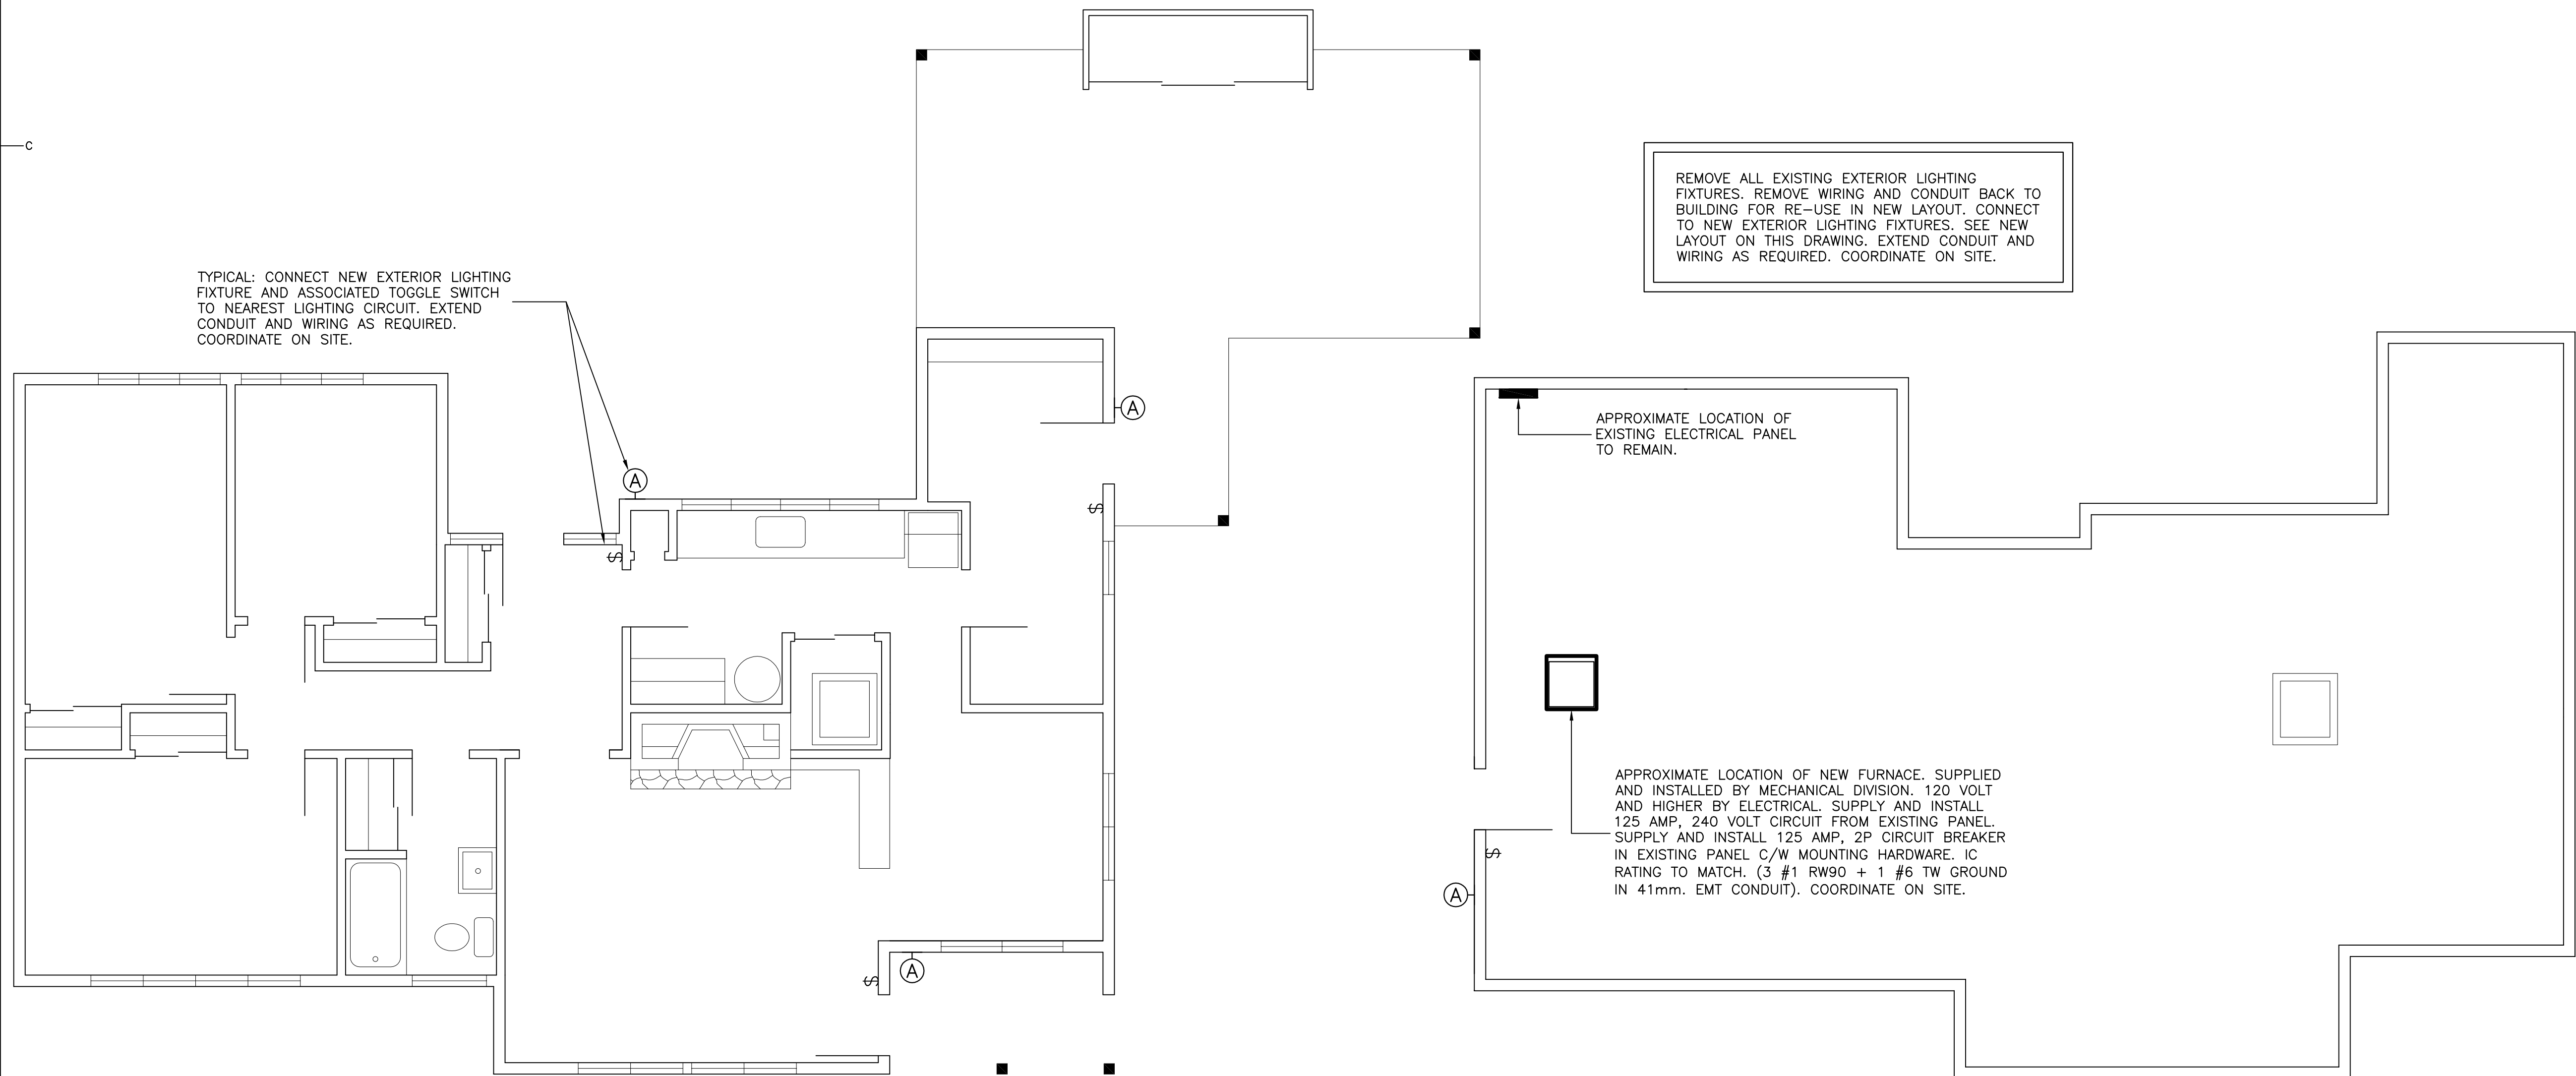 C
REMOVE ALL EXISTING EXTERIOR LIGHTING
FIXTURES. REMOVE WIRING AND CONDUIT BACK TO
BUILDING FOR RE-USE IN NEW LAYOUT. CONNECT
TO NEW EXTERIOR LIGHTING FIXTURES. SEE NEW
LAYOUT ON THIS DRAWING. EXTEND CONDUIT AND
WIRING AS REQUIRED. COORDINATE ON SITE.
TYPICAL: CONNECT NEW EXTERIOR LIGHTING
FIXTURE AND ASSOCIATED TOGGLE SWITCH
TO NEAREST LIGHTING CIRCUIT. EXTEND
CONDUIT AND WIRING AS REQUIRED.
COORDINATE ON SITE.
A
APPROXIMATE LOCATION OF
EXISTING ELECTRICAL PANEL
TO REMAIN.
A
$
$
APPROXIMATE LOCATION OF NEW FURNACE. SUPPLIED
AND INSTALLED BY MECHANICAL DIVISION. 120 VOLT
AND HIGHER BY ELECTRICAL. SUPPLY AND INSTALL
125 AMP, 240 VOLT CIRCUIT FROM EXISTING PANEL.
SUPPLY AND INSTALL 125 AMP, 2P CIRCUIT BREAKER
IN EXISTING PANEL C/W MOUNTING HARDWARE. IC
RATING TO MATCH. (3 #1 RW90 + 1 #6 TW GROUND
IN 41mm. EMT CONDUIT). COORDINATE ON SITE.
$
A
A
$